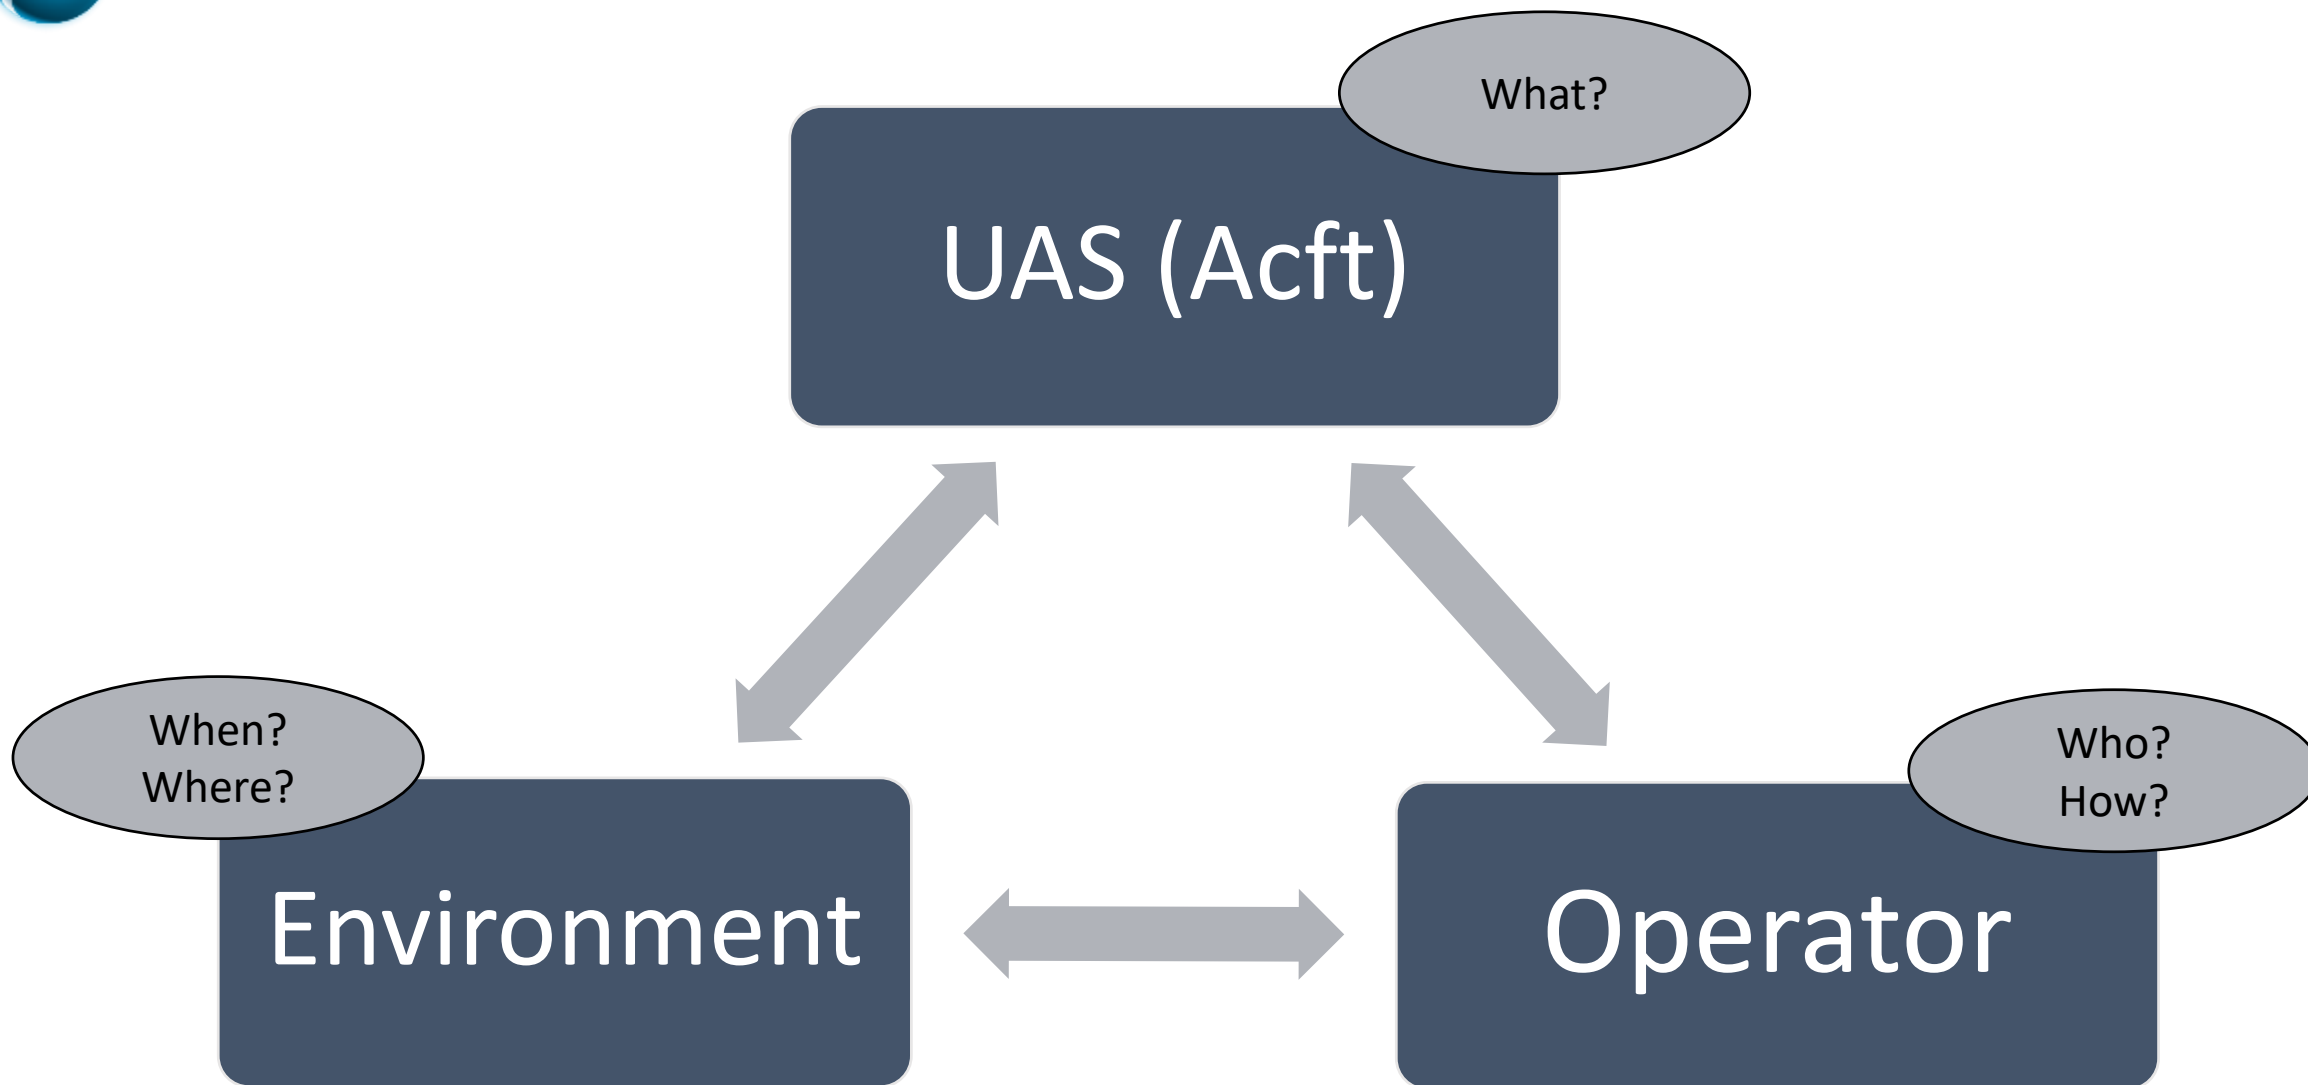 What?
UAS (Acft)
When?
Where?
Who?
How?
Environment
Operator